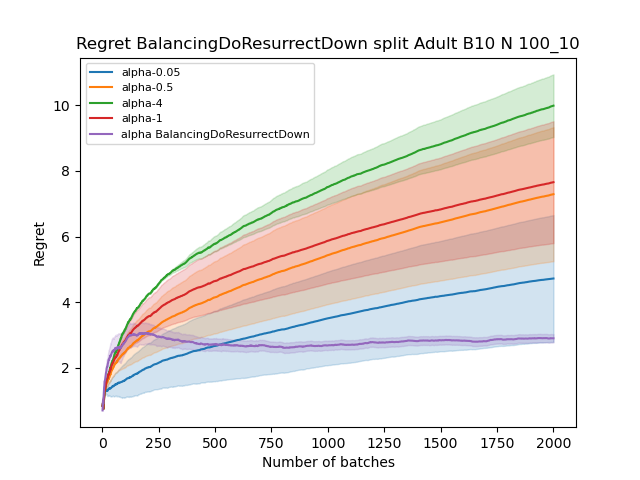 Regret BalancingDoResurrectDown split Adult B10 N 100_10
alpha-0.05
alpha-0.5
alpha-4
alpha-1
alpha BalancingDoResurrectDown
10
8
6
4
2
Regret
0 250 500 750 1000 1250 1500 1750 2000
Number of batches